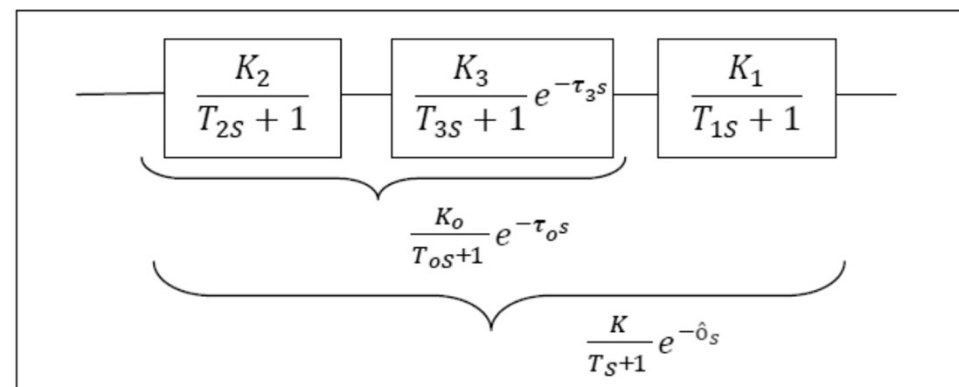 K₂ / T₂ₛ + 1    K₃ / T₃ₛ + 1 e^−τ₃s    K₁ / T₁ₛ + 1
Kₒ / Tₒₛ+1 e^−τₒs
K / Tₛ+1 e^−ôₛ